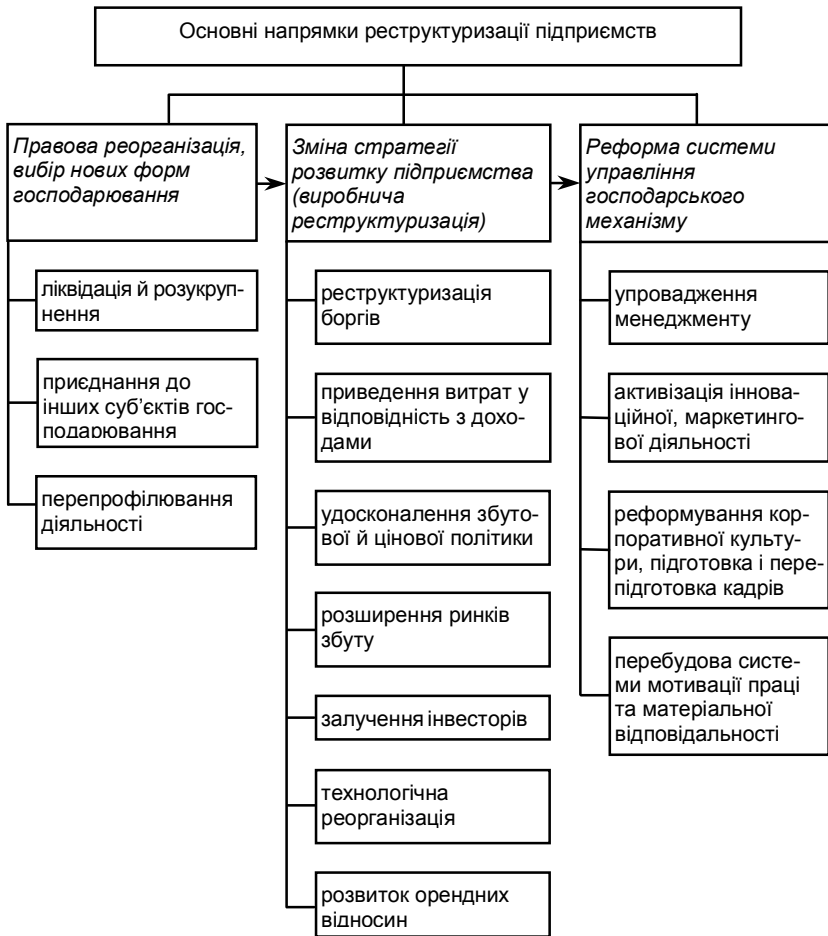 Основні напрямки реструктуризації підприємств
Правова реорганізація,
вибір нових форм
господарювання
ліквідація й розукруп-
нення
приєднання до
інших суб’єктів гос-
подарювання
перепрофілювання
діяльності
Зміна стратегії
розвитку підприємства
(виробнича
реструктуризація)
реструктуризація
боргів
приведення витрат у
відповідність з дохо-
дами
удосконалення збуто-
вої й цінової політики
розширення ринків
збуту
залучення інвесторів
технологічна
реорганізація
розвиток орендних
відносин
Реформа системи
управління
господарського
механізму
упровадження
менеджменту
активізація іннова-
ційної, маркетинго-
вої діяльності
реформування кор-
поративної культу-
ри, підготовка і пере-
підготовка кадрів
перебудова систе-
ми мотивації праці
та матеріальної
відповідальності